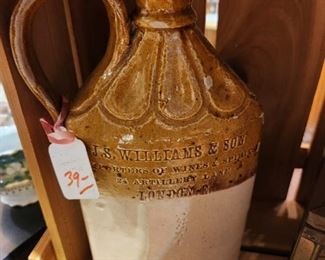 39-
J.S. WILLIAMS & SON
OF WINES &
ARTILLERY LANE
LONDON